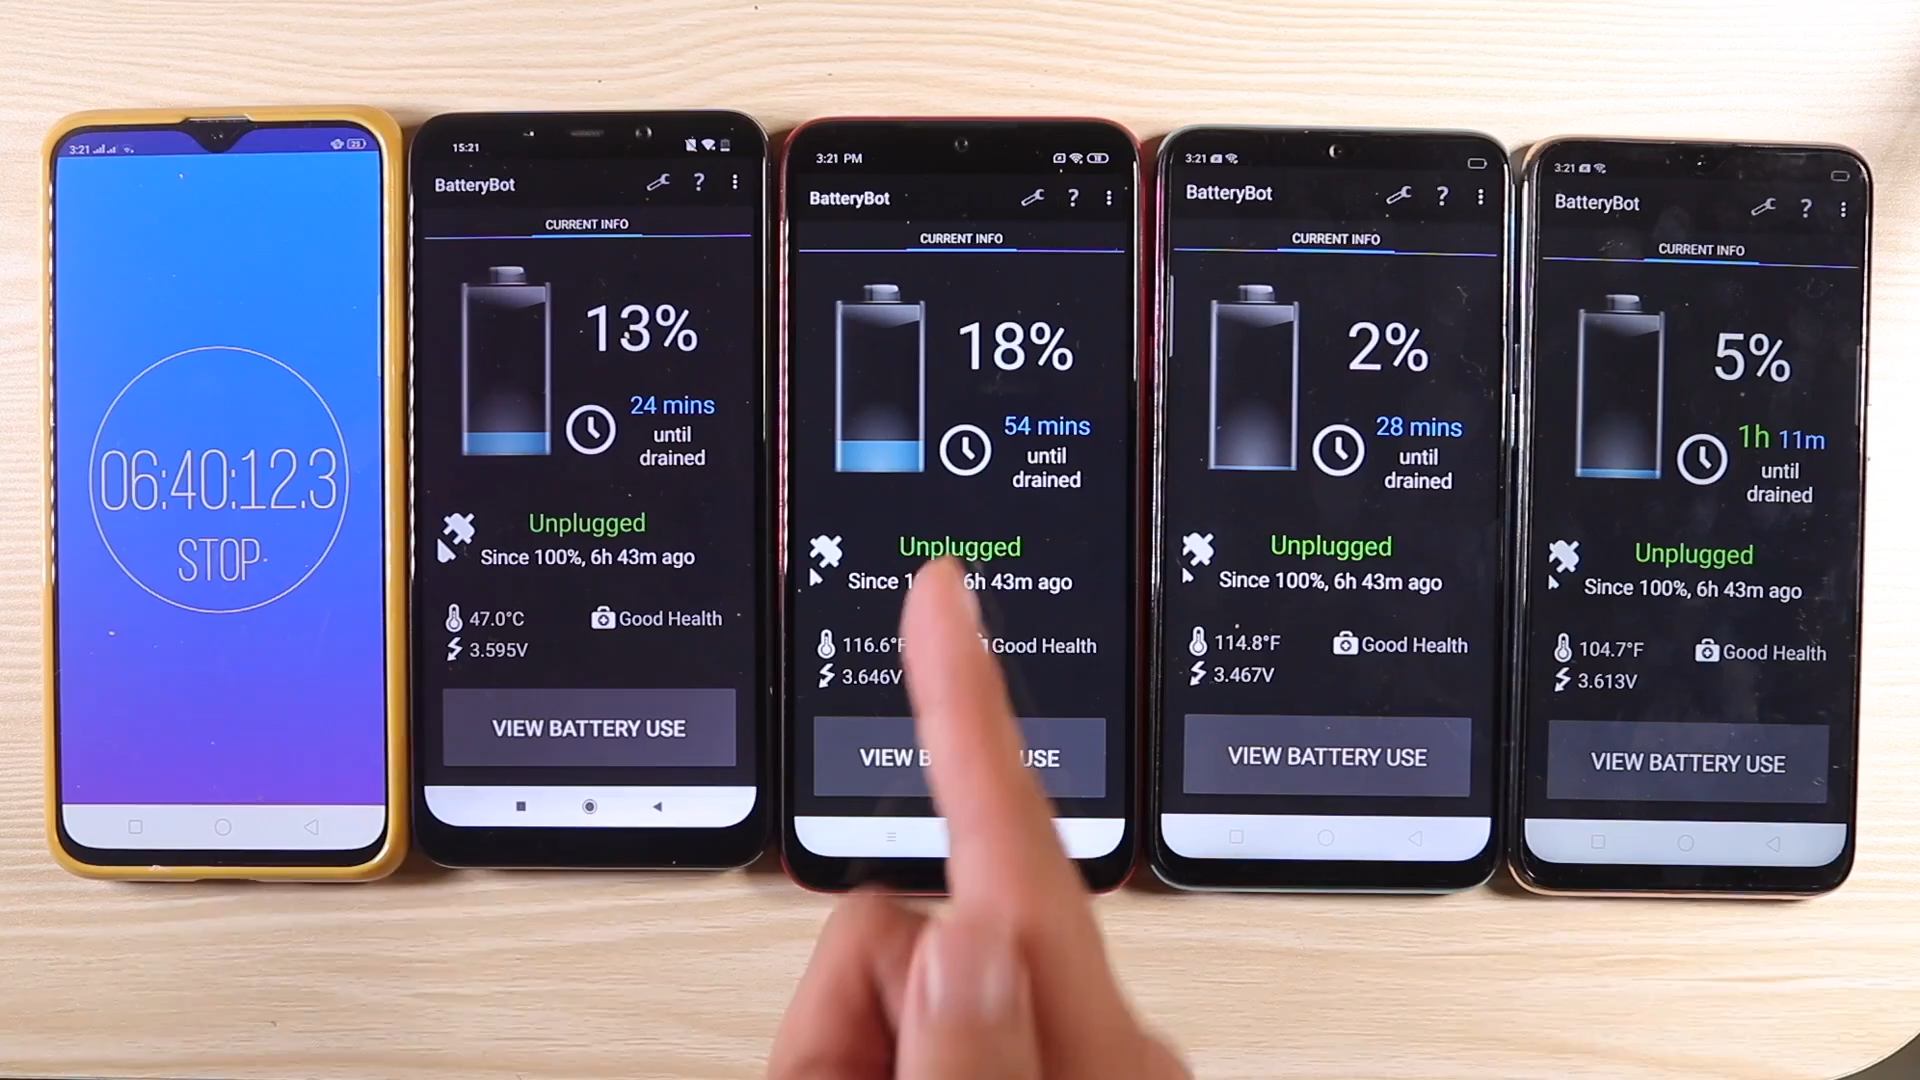 3:21
25
06:40:12.3
STOP
15:21
BatteryBot
?
CURRENT INFO
13%
24 mins
until
drained
Unplugged
Since 100%, 6h 43m ago
47.0°C
Good Health
3.595V
VIEW BATTERY USE
3:21 PM
18
BatteryBot
?
CURRENT INFO
18%
54 mins
until
drained
Unplugged
Since 6h 43m ago
116.6°F
Good Health
3.646V
VIEW USE
3:21
BatteryBot
?
CURRENT INFO
2%
28 mins
until
drained
Unplugged
Since 100%, 6h 43m ago
114.8°F
Good Health
3.467V
VIEW BATTERY USE
3:21
BatteryBot
?
CURRENT INFO
5%
1h 11m
until
drained
Unplugged
Since 100%, 6h 43m ago
104.7°F
Good Health
3.613V
VIEW BATTERY USE